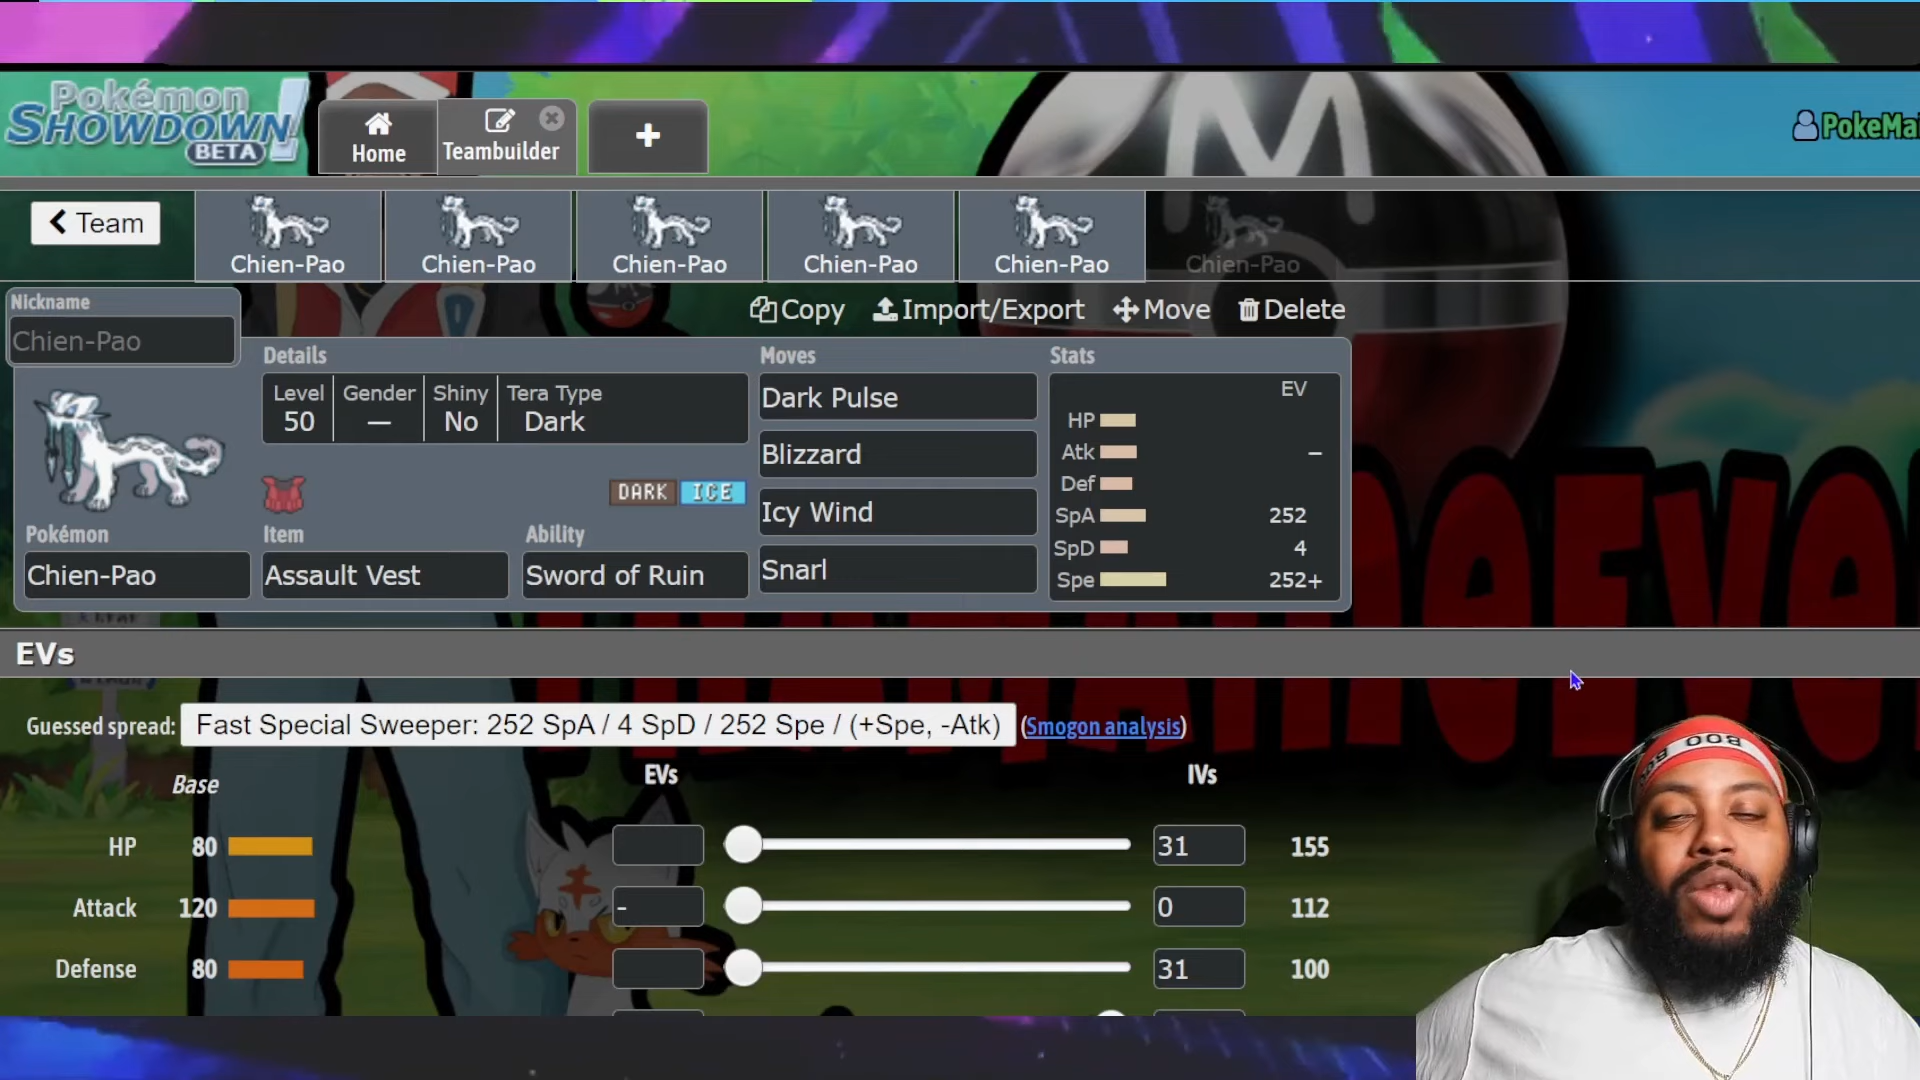 Pokémon
SHOWDOWN!
BETA
Home
Teambuilder
+
PokeMai
Team
Chien-Pao
Chien-Pao
Chien-Pao
Chien-Pao
Chien-Pao
Chien-Pao
Nickname
Chien-Pao
Copy
Import/Export
Move
Delete
Details
Moves
Stats
Level
50
Gender
—
Shiny
No
Tera Type
Dark
DARK
ICE
Pokémon
Chien-Pao
Item
Assault Vest
Ability
Sword of Ruin
Dark Pulse
Blizzard
Icy Wind
Snarl
EV
HP
Atk –
Def
SpA 252
SpD 4
Spe 252+
EVs
Guessed spread: Fast Special Sweeper: 252 SpA / 4 SpD / 252 Spe / (+Spe, -Atk) (Smogon analysis)
Base EVs IVs
HP 80 31 155
Attack 120 - 0 112
Defense 80 31 100
BOO